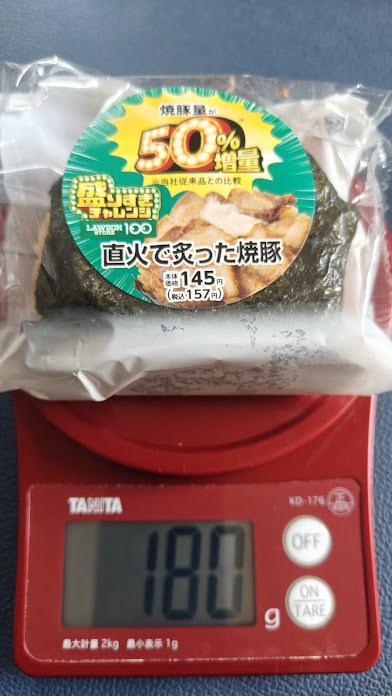 焼豚量が
50%増量
※当社従来品との比較
盛りすぎ
チャレンジ
LAWSON STORE 100
直火で炙った焼豚
本体価格 145円
(税込157円)
TANITA
KD-176
正
OFF
ON/TARE
180 g
最大計量 2kg 最小表示 1g